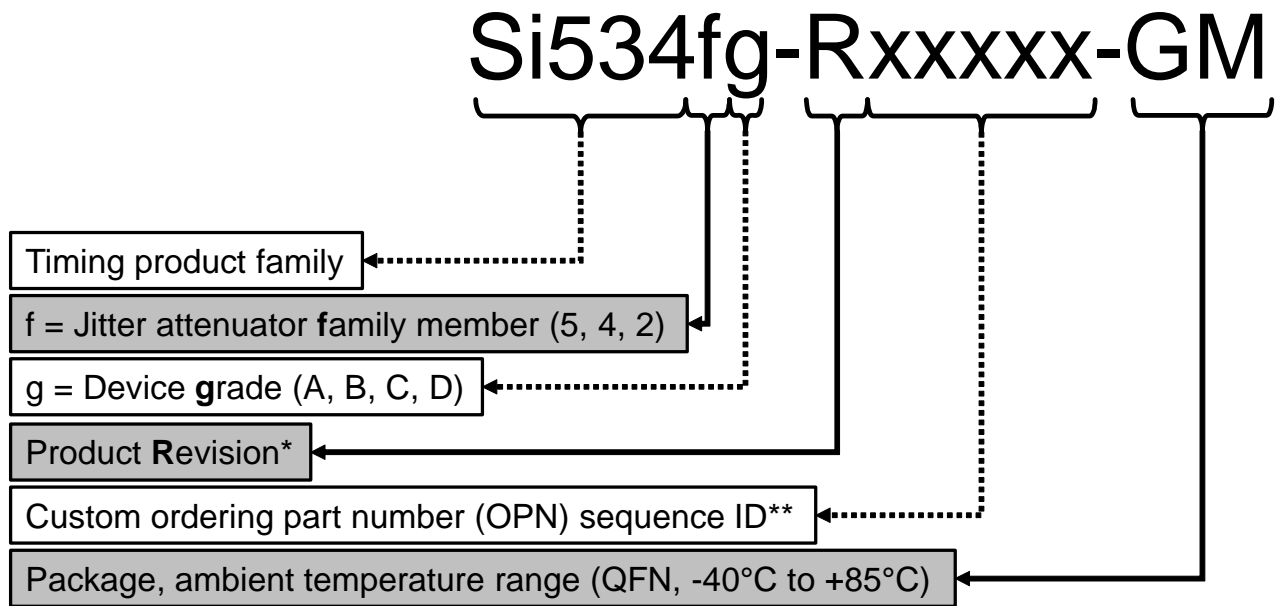 Si534fg-Rxxxxx-GM
Timing product family
f = Jitter attenuator family member (5, 4, 2)
g = Device grade (A, B, C, D)
Product Revision*
Custom ordering part number (OPN) sequence ID**
Package, ambient temperature range (QFN, -40°C to +85°C)